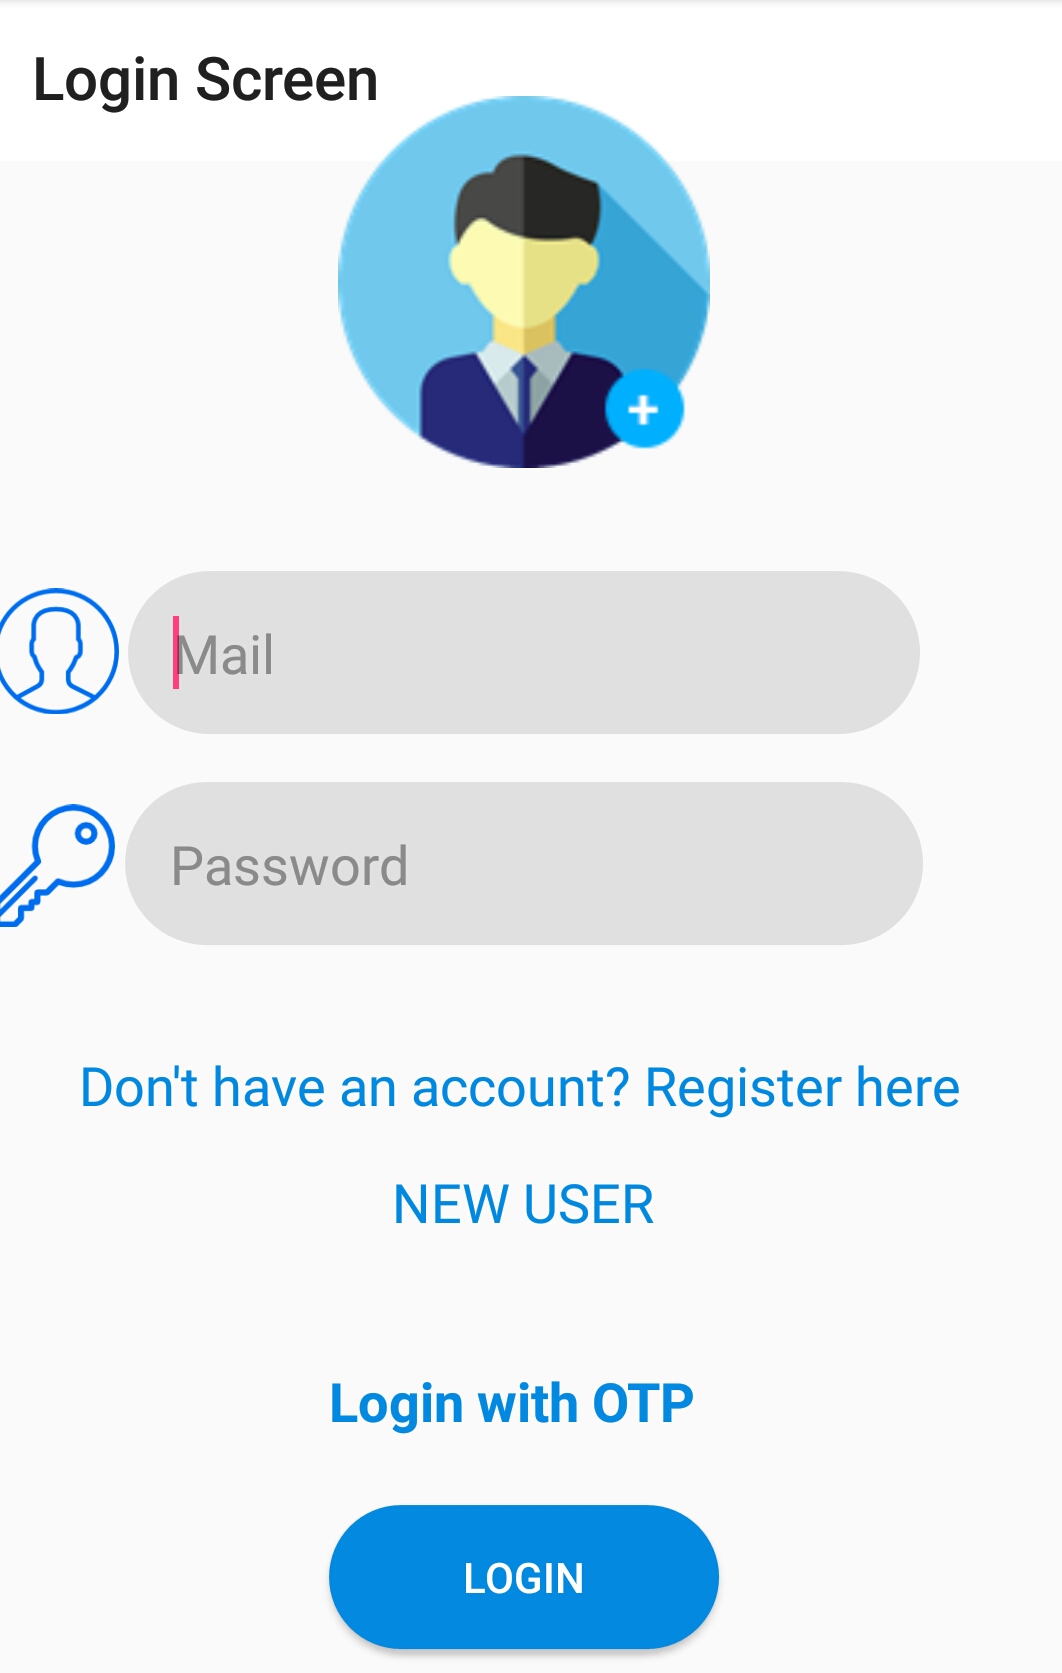 Login Screen
+
Mail
Password
Don't have an account? Register here
NEW USER
Login with OTP
LOGIN